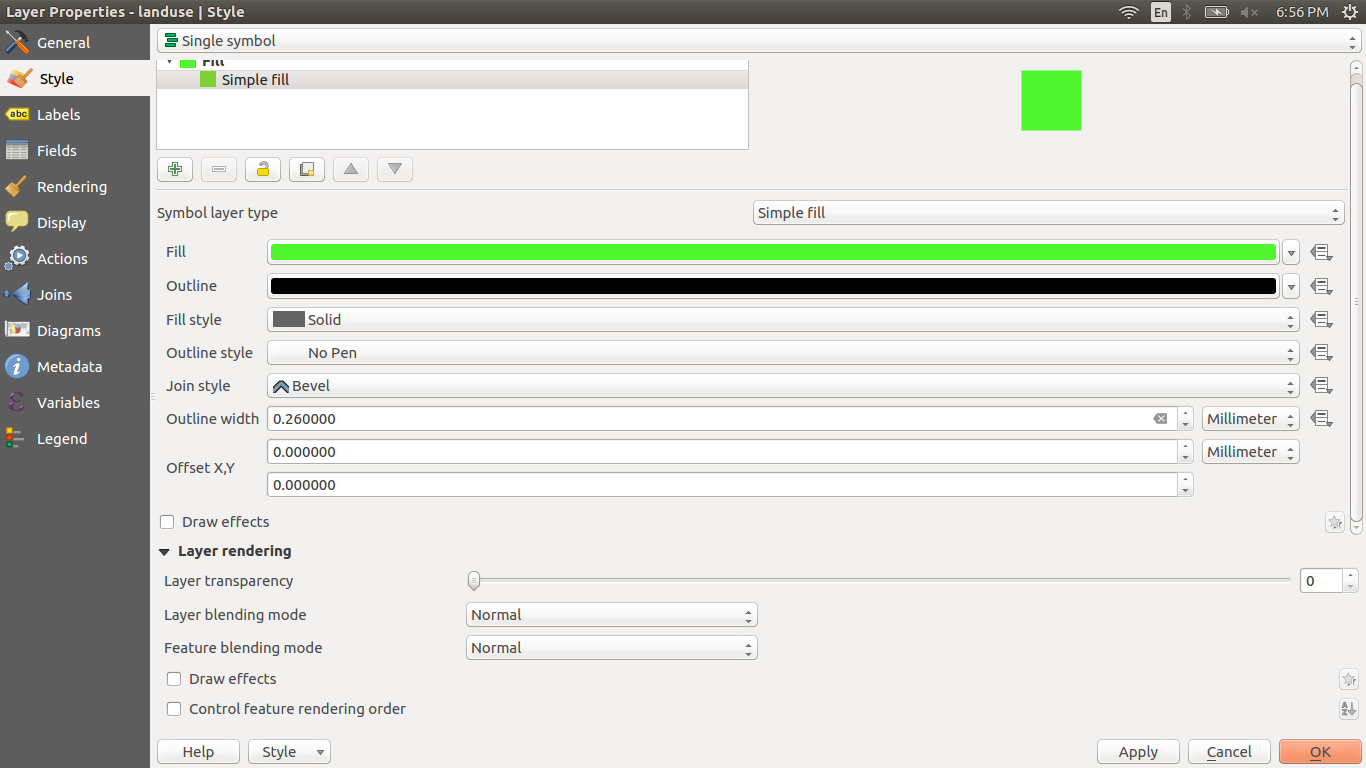 Layer Properties - landuse | Style
En
6:56 PM
General
Style
abc
Labels
Fields
Rendering
Display
Actions
Joins
Diagrams
Metadata
Variables
Legend
Single symbol
Fill
Simple fill
Symbol layer type
Simple fill
Fill
Outline
Fill style
Solid
Outline style
No Pen
Join style
Bevel
Outline width
0.260000
Millimeter
Offset X,Y
0.000000
Millimeter
0.000000
Draw effects
Layer rendering
Layer transparency
0
Layer blending mode
Normal
Feature blending mode
Normal
Draw effects
Control feature rendering order
Help
Style
Apply
Cancel
OK